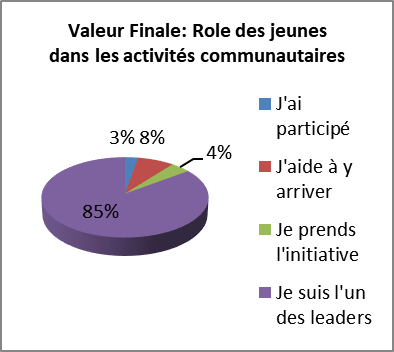 Valeur Finale: Role des jeunes
dans les activités communautaires
3% 8%
4%
85%
J'ai
participé
J'aide à y
arriver
Je prends
l'initiative
Je suis l'un
des leaders